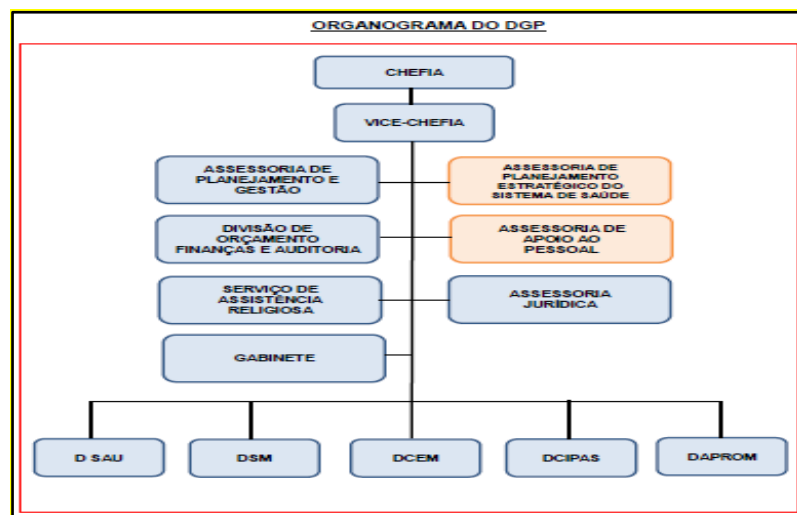 ORGANOGRAMA DO DGP
CHEFIA
VICE-CHEFIA
ASSESSORIA DE
PLANEJAMENTO E
GESTÃO
ASSESSORIA DE
PLANEJAMENTO
ESTRATÉGICO DO
SISTEMA DE SAÚDE
DIVISÃO DE
ORÇAMENTO
FINANÇAS E AUDITORIA
ASSESSORIA DE
APOIO AO
PESSOAL
SERVIÇO DE
ASSISTÊNCIA
RELIGIOSA
ASSESSORIA
JURÍDICA
GABINETE
D SAU
DSM
DCEM
DCIPAS
DAPROM